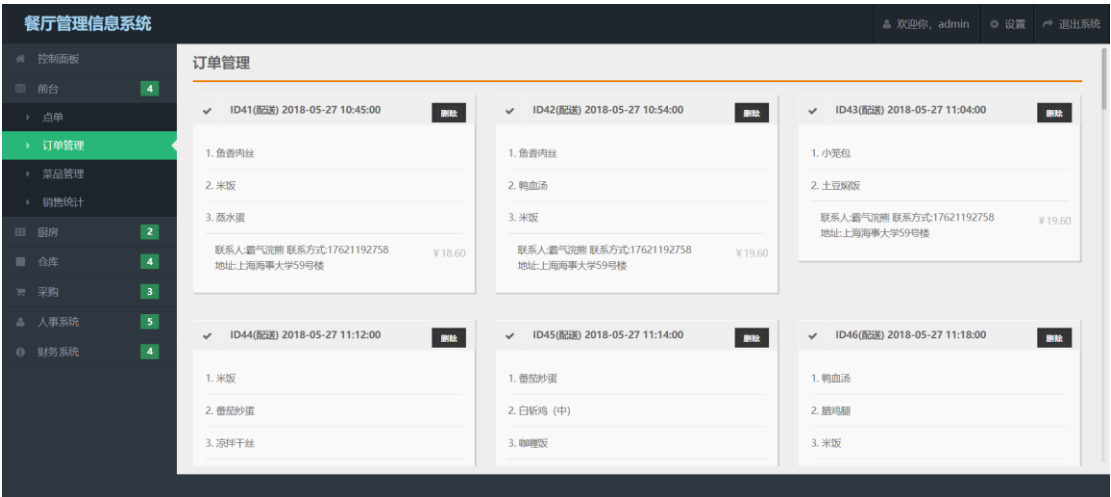 餐厅管理信息系统
欢迎你，admin 设置 退出系统
控制面板
前台 4
点单
订单管理
菜品管理
销售统计
厨房 2
仓库 4
采购 3
人事系统 5
财务系统 4
订单管理
ID41(配送) 2018-05-27 10:45:00 删除
1. 鱼香肉丝
2. 米饭
3. 蒸水蛋
联系人:霸气浣熊 联系方式:17621192758
地址:上海海事大学59号楼
¥ 18.60
ID42(配送) 2018-05-27 10:54:00 删除
1. 鱼香肉丝
2. 鸭血汤
3. 米饭
联系人:霸气浣熊 联系方式:17621192758
地址:上海海事大学59号楼
¥ 19.60
ID43(配送) 2018-05-27 11:04:00 删除
1. 小笼包
2. 土豆焖饭
联系人:霸气浣熊 联系方式:17621192758
地址:上海海事大学59号楼
¥ 19.60
ID44(配送) 2018-05-27 11:12:00 删除
1. 米饭
2. 番茄炒蛋
3. 凉拌干丝
ID45(配送) 2018-05-27 11:14:00 删除
1. 番茄炒蛋
2. 白斩鸡（中）
3. 咖喱饭
ID46(配送) 2018-05-27 11:18:00 删除
1. 鸭血汤
2. 腊鸡腿
3. 米饭